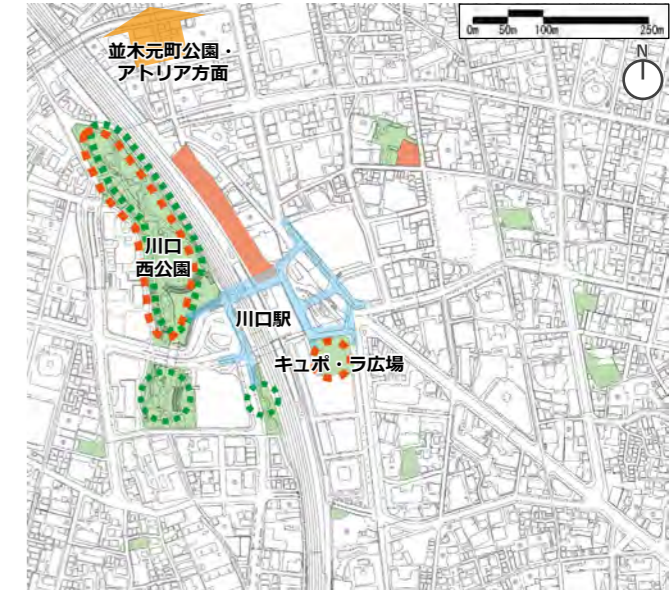 0m 50m 100m 250m
N
並木元町公園・
アトリア方面
川口
西公園
川口駅
キュポ・ラ広場